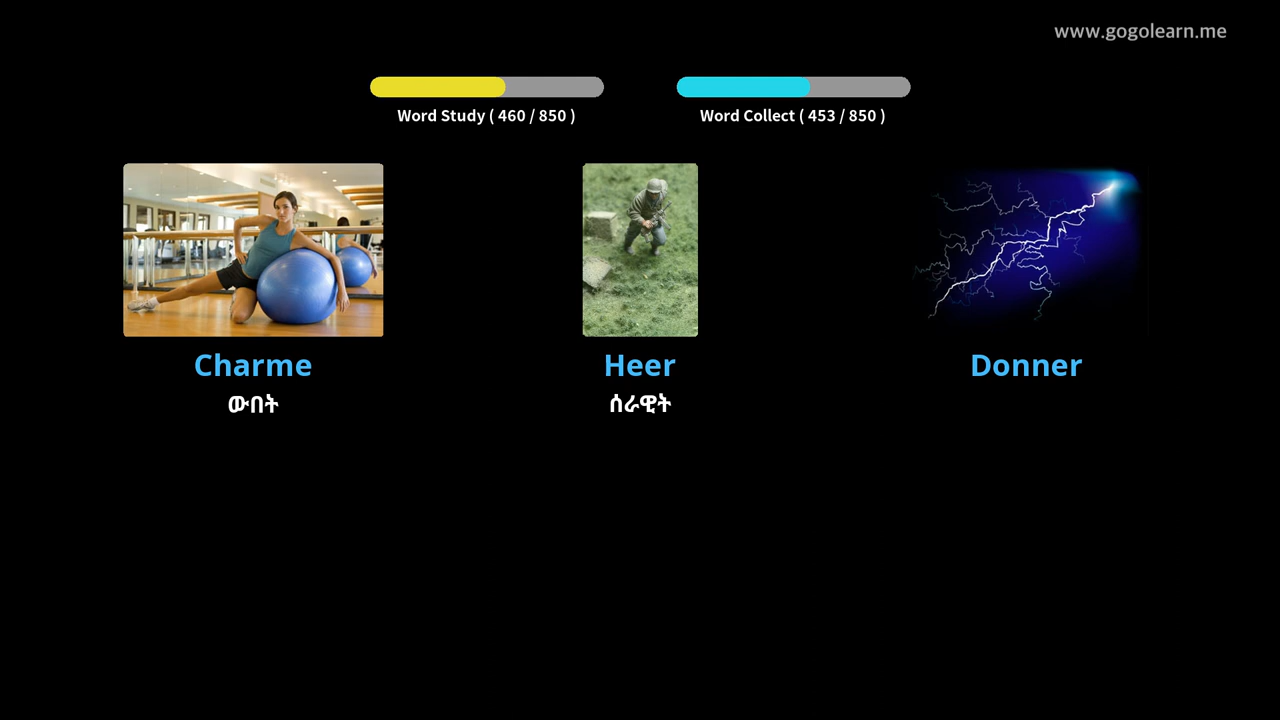 www.gogolearn.me
Word Study ( 460 / 850 )
Word Collect ( 453 / 850 )
Charme
Heer
Donner
ውበት
ሰራዊት